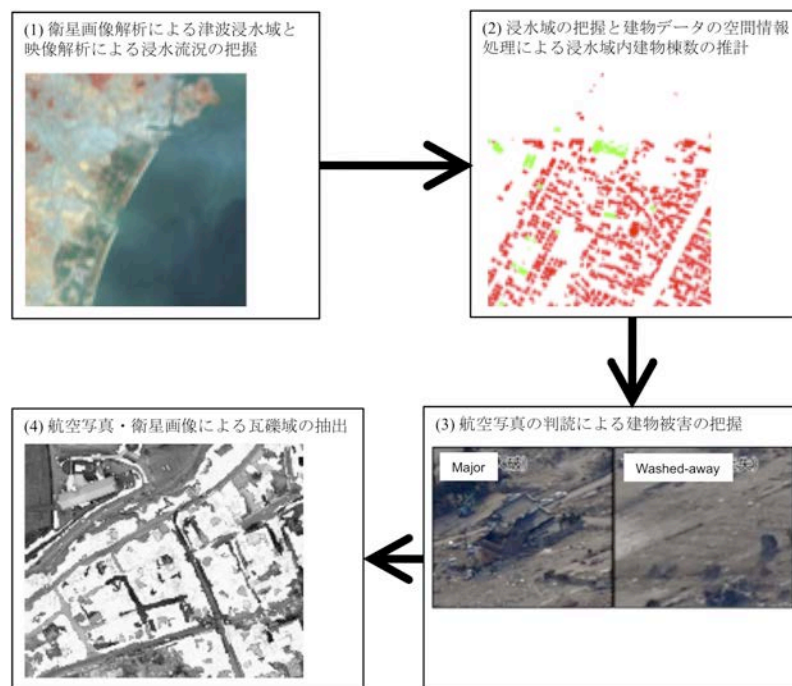 (1) 衛星画像解析による津波浸水域と
映像解析による浸水流況の把握
(2) 浸水域の把握と建物データの空間情報
処理による浸水域内建物棟数の推計
(3) 航空写真の判読による建物被害の把握
Major
Washed-away
(4) 航空写真・衛星画像による瓦礫域の抽出